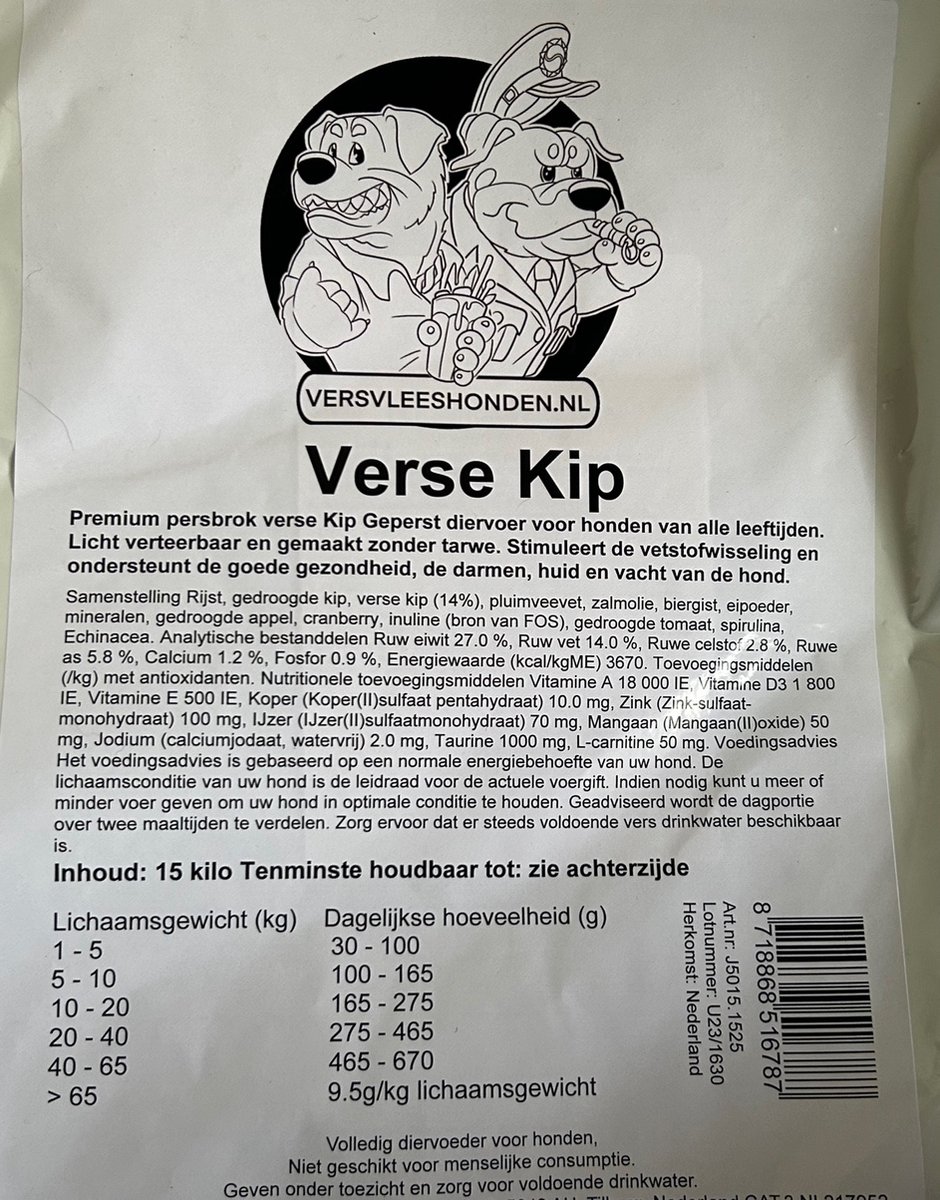 VERSVLEESHONDEN.NL
Verse Kip
Premium persbrok verse Kip Geperst diervoer voor honden van alle leeftijden.
Licht verteerbaar en gemaakt zonder tarwe. Stimuleert de vetstofwisseling en
ondersteunt de goede gezondheid, de darmen, huid en vacht van de hond.
Samenstelling Rijst, gedroogde kip, verse kip (14%), pluimveevet, zalmolie, biergist, eipoeder,
mineralen, gedroogde appel, cranberry, inuline (bron van FOS), gedroogde tomaat, spirulina,
Echinacea. Analytische bestanddelen Ruw eiwit 27.0 %, Ruw vet 14.0 %, Ruwe celstof 2.8 %, Ruwe
as 5.8 %, Calcium 1.2 %, Fosfor 0.9 %, Energiewaarde (kcal/kgME) 3670. Toevoegingsmiddelen
(/kg) met antioxidanten. Nutritionele toevoegingsmiddelen Vitamine A 18 000 IE, Vitamine D3 1 800
IE, Vitamine E 500 IE, Koper (Koper(II)sulfaat pentahydraat) 10.0 mg, Zink (Zink-sulfaat-
monohydraat) 100 mg, IJzer (IJzer(II)sulfaatmonohydraat) 70 mg, Mangaan (Mangaan(II)oxide) 50
mg, Jodium (calciumjodaat, watervrij) 2.0 mg, Taurine 1000 mg, L-carnitine 50 mg. Voedingsadvies
Het voedingsadvies is gebaseerd op een normale energiebehoefte van uw hond. De
lichaamsconditie van uw hond is de leidraad voor de actuele voergift. Indien nodig kunt u meer of
minder voer geven om uw hond in optimale conditie te houden. Geadviseerd wordt de dagportie
over twee maaltijden te verdelen. Zorg ervoor dat er steeds voldoende vers drinkwater beschikbaar
is.
Inhoud: 15 kilo Tenminste houdbaar tot: zie achterzijde
Lichaamsgewicht (kg) Dagelijkse hoeveelheid (g)
1 - 5 30 - 100
5 - 10 100 - 165
10 - 20 165 - 275
20 - 40 275 - 465
40 - 65 465 - 670
> 65 9.5g/kg lichaamsgewicht
8 718868 516787
Art.nr: J5015.1525
Lotnummer: U23/1630
Herkomst: Nederland
Volledig diervoeder voor honden,
Niet geschikt voor menselijke consumptie.
Geven onder toezicht en zorg voor voldoende drinkwater.